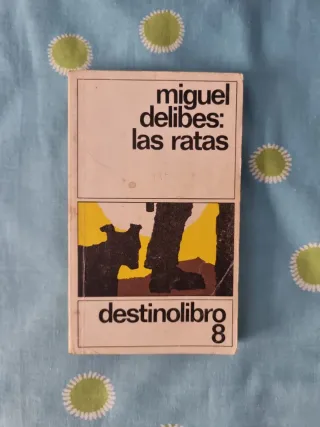 miguel
delibes:
las ratas
destinolibro
8